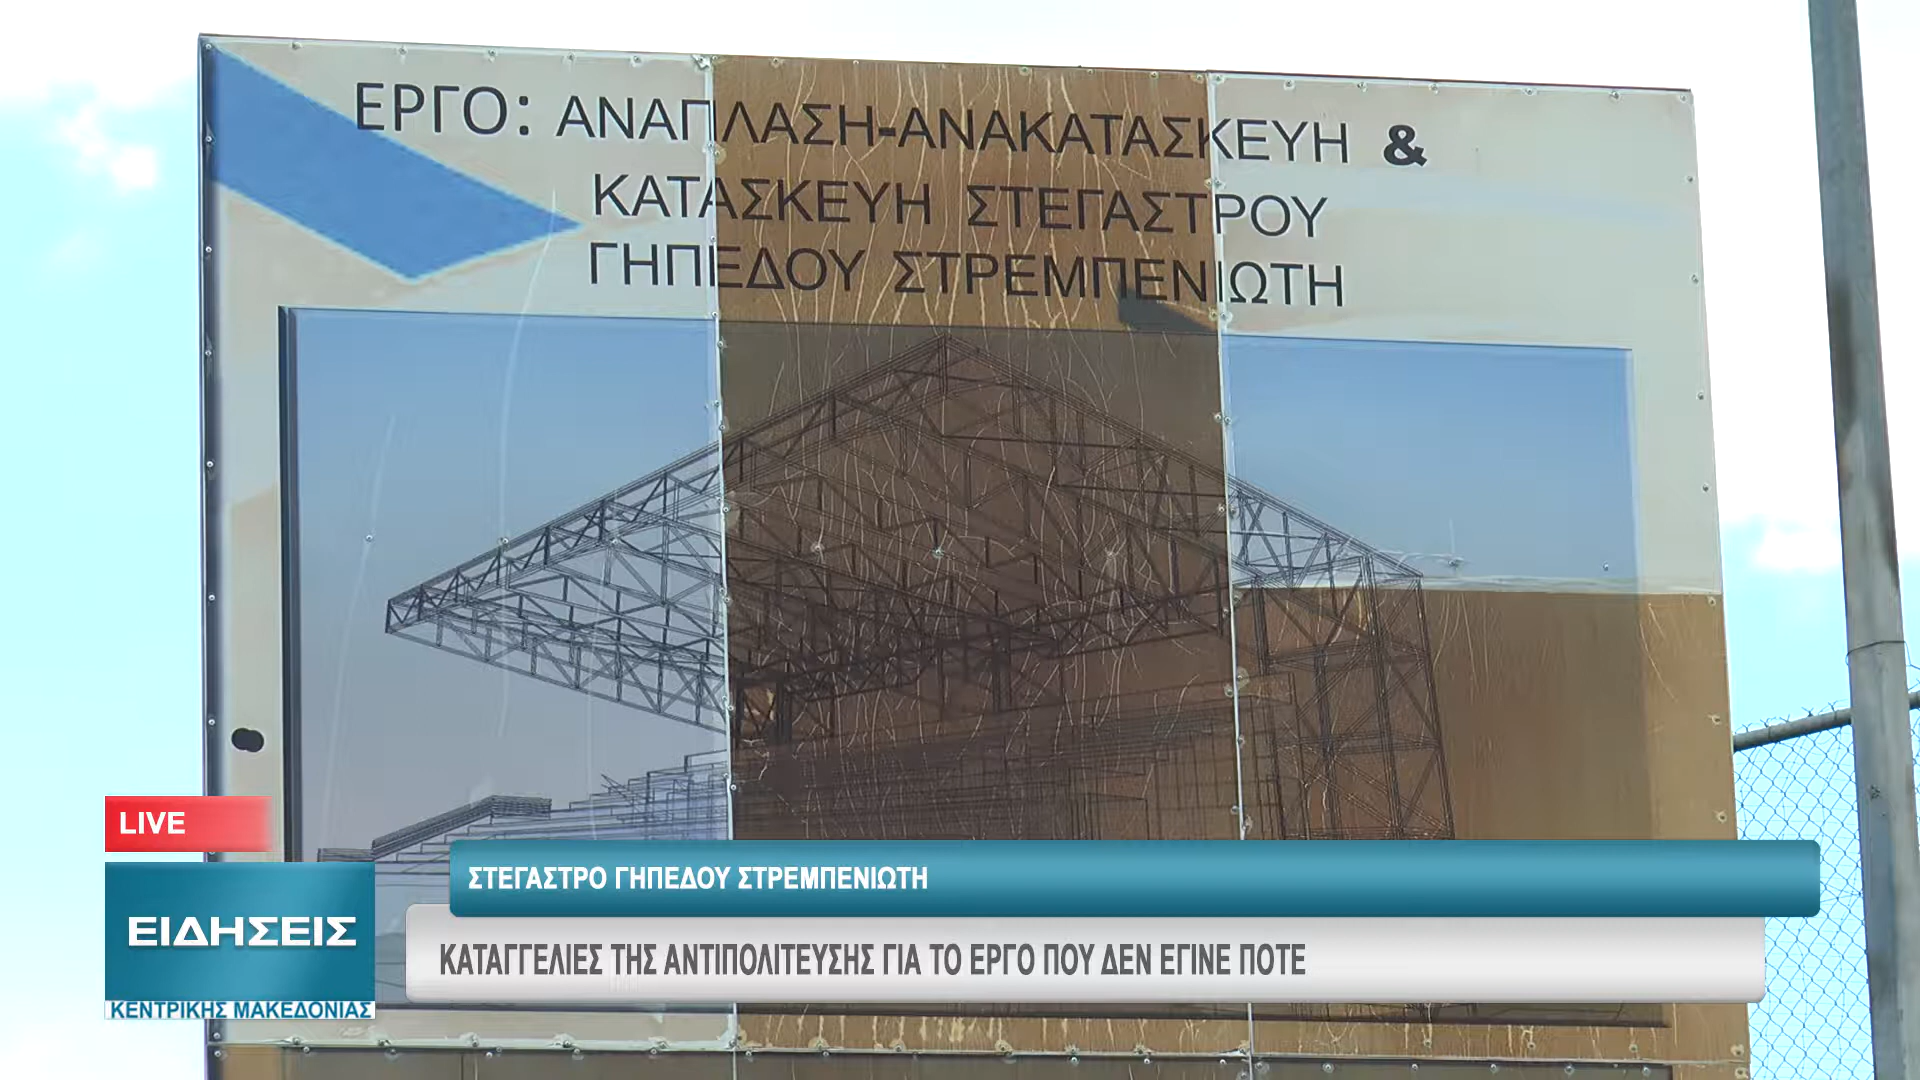 ΕΡΓΟ: ΑΝΑΠΛΑΣΗ-ΑΝΑΚΑΤΑΣΚΕΥΗ &
ΚΑΤΑΣΚΕΥΗ ΣΤΕΓΑΣΤΡΟΥ
ΓΗΠΕΔΟΥ ΣΤΡΕΜΠΕΝΙΩΤΗ
LIVE
ΣΤΕΓΑΣΤΡΟ ΓΗΠΕΔΟΥ ΣΤΡΕΜΠΕΝΙΩΤΗ
ΕΙΔΗΣΕΙΣ
ΚΑΤΑΓΓΕΛΙΕΣ ΤΗΣ ΑΝΤΙΠΟΛΙΤΕΥΣΗΣ ΓΙΑ ΤΟ ΕΡΓΟ ΠΟΥ ΔΕΝ ΕΓΙΝΕ ΠΟΤΕ
ΚΕΝΤΡΙΚΗΣ ΜΑΚΕΔΟΝΙΑΣ